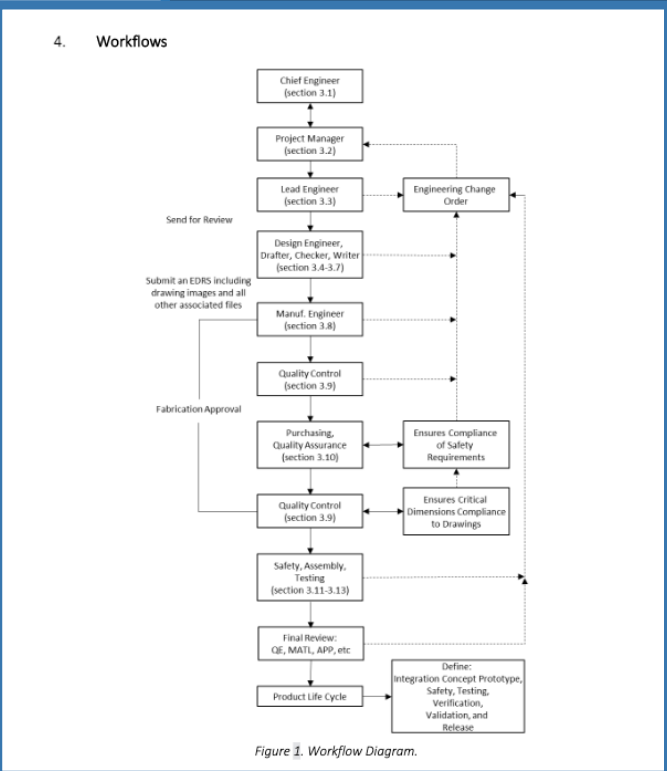 4. Workflows
Chief Engineer
(section 3.1)
Project Manager
(section 3.2)
Lead Engineer
(section 3.3)
Engineering Change
Order
Send for Review
Design Engineer,
Drafter, Checker, Writer
(section 3.4-3.7)
Submit an EDRS including
drawing images and all
other associated files
Manuf. Engineer
(section 3.8)
Quality Control
(section 3.9)
Fabrication Approval
Purchasing,
Quality Assurance
(section 3.10)
Ensures Compliance
of Safety
Requirements
Quality Control
(section 3.9)
Ensures Critical
Dimensions Compliance
to Drawings
Safety, Assembly,
Testing
(section 3.11-3.13)
Final Review:
QE, MATL, APP, etc
Product Life Cycle
Define:
Integration Concept Prototype,
Safety, Testing,
Verification,
Validation, and
Release
Figure 1. Workflow Diagram.